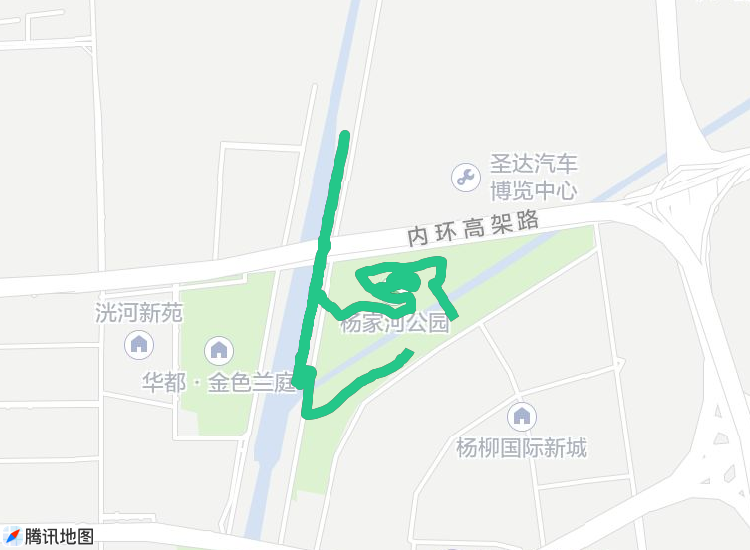 圣达汽车
博览中心
内环高架路
洸河新苑
杨家河公园
华都·金色兰庭
杨柳国际新城
腾讯地图